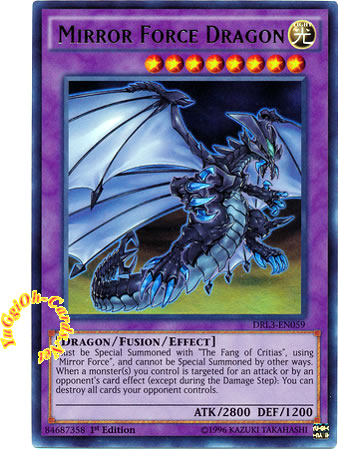 MIRROR FORCE DRAGON
LIGHT
光
DRL3-EN059
[DRAGON/FUSION/EFFECT]
Must be Special Summoned with "The Fang of Critias", using
"Mirror Force", and cannot be Special Summoned by other ways.
When a monster(s) you control is targeted for an attack or by an
opponent's card effect (except during the Damage Step): You can
destroy all cards your opponent controls.
ATK/2800 DEF/1200
84687358 1st Edition
©1996 KAZUKI TAKAHASHI